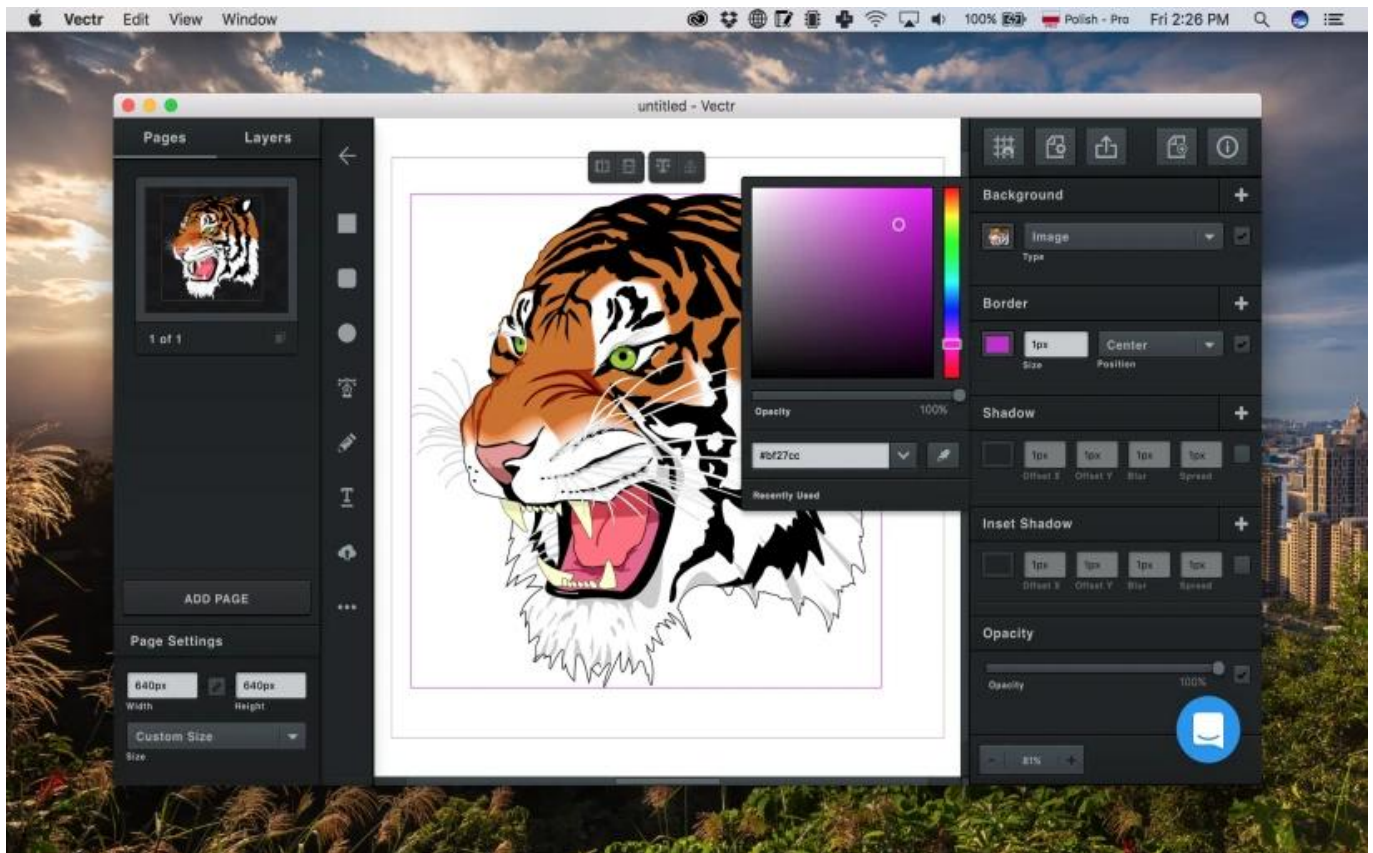 Vectr Edit View Window 100% Polish - Pro Fri 2:26 PM
untitled - Vectr
Pages Layers
1 of 1
ADD PAGE
Page Settings
640px 640px
Width Height
Custom Size
Size
Opacity 100%
#bf27cc
Recently Used
Background
Image
Type
Border
1px Center
Size Position
Shadow
1px 1px 1px 1px
Offset X Offset Y Blur Spread
Inset Shadow
1px 1px 1px 1px
Offset X Offset Y Blur Spread
Opacity
Opacity 100%
- 81% +